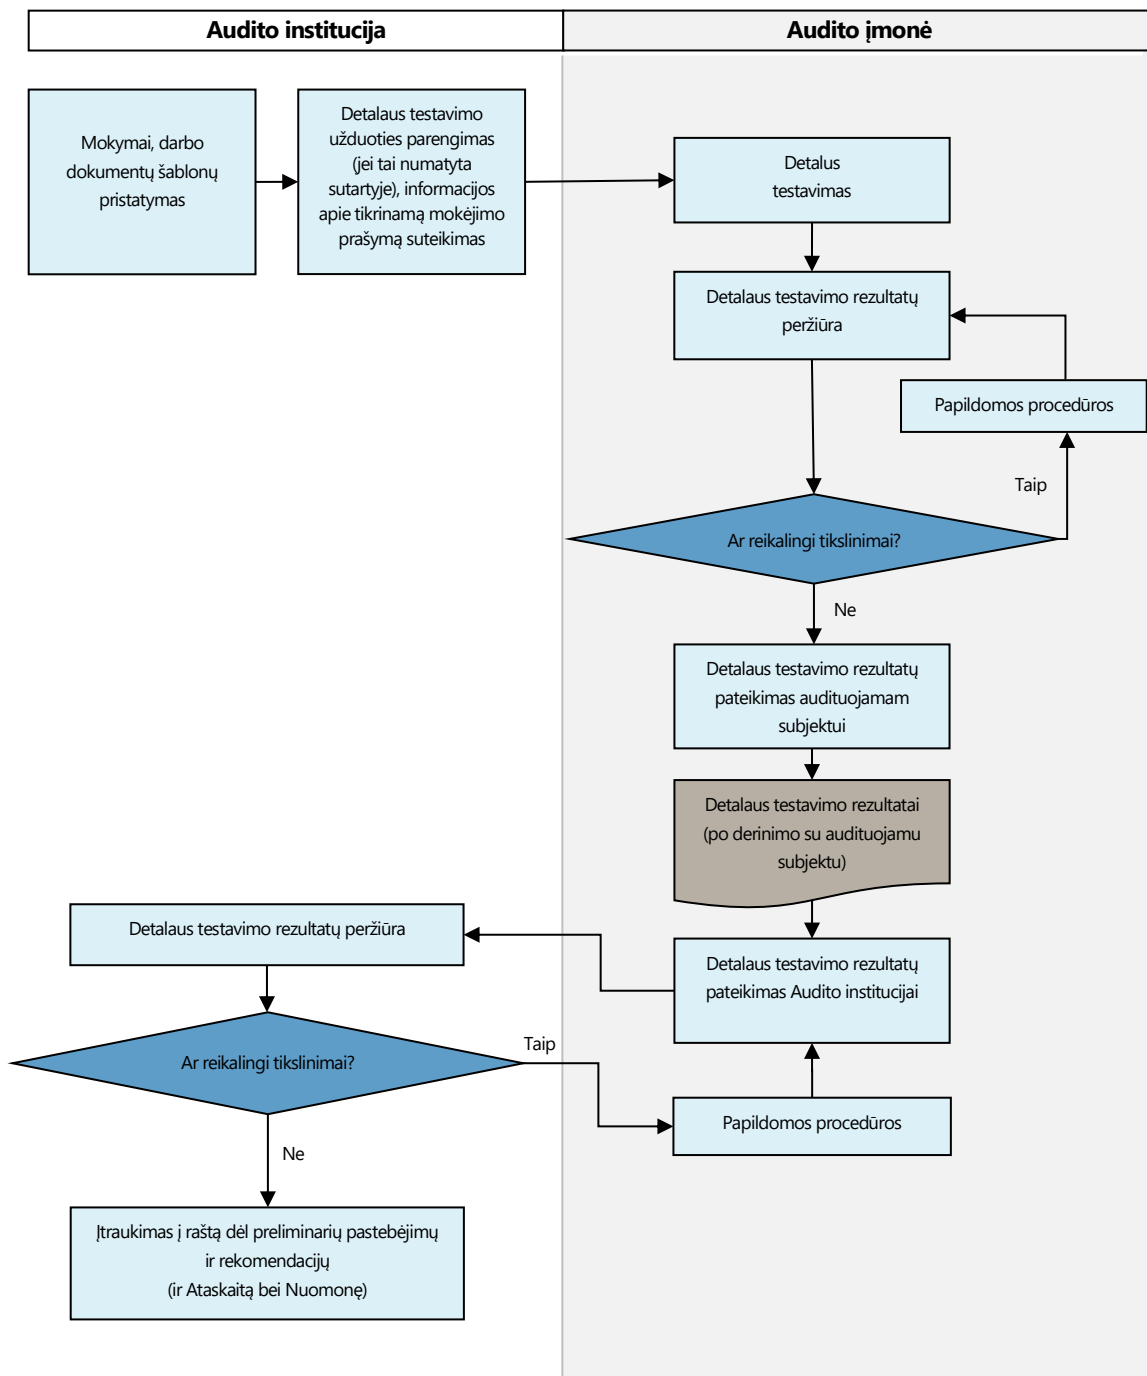 Audito institucija
Audito įmonė
Mokymai, darbo
dokumentų šablonų
pristatymas
Detalaus testavimo
užduoties parengimas
(jei tai numatyta
sutartyje), informacijos
apie tikrinamą mokėjimo
prašymą suteikimas
Detalus
testavimas
Detalaus testavimo rezultatų
peržiūra
Papildomos procedūros
Taip
Ar reikalingi tikslinimai?
Ne
Detalaus testavimo rezultatų
pateikimas audituojamam
subjektui
Detalaus testavimo rezultatai
(po derinimo su audituojamu
subjektu)
Detalaus testavimo rezultatų
pateikimas Audito institucijai
Detalaus testavimo rezultatų peržiūra
Ar reikalingi tikslinimai?
Taip
Papildomos procedūros
Ne
Įtraukimas į raštą dėl preliminarių pastebėjimų
ir rekomendacijų
(ir Ataskaitą bei Nuomonę)